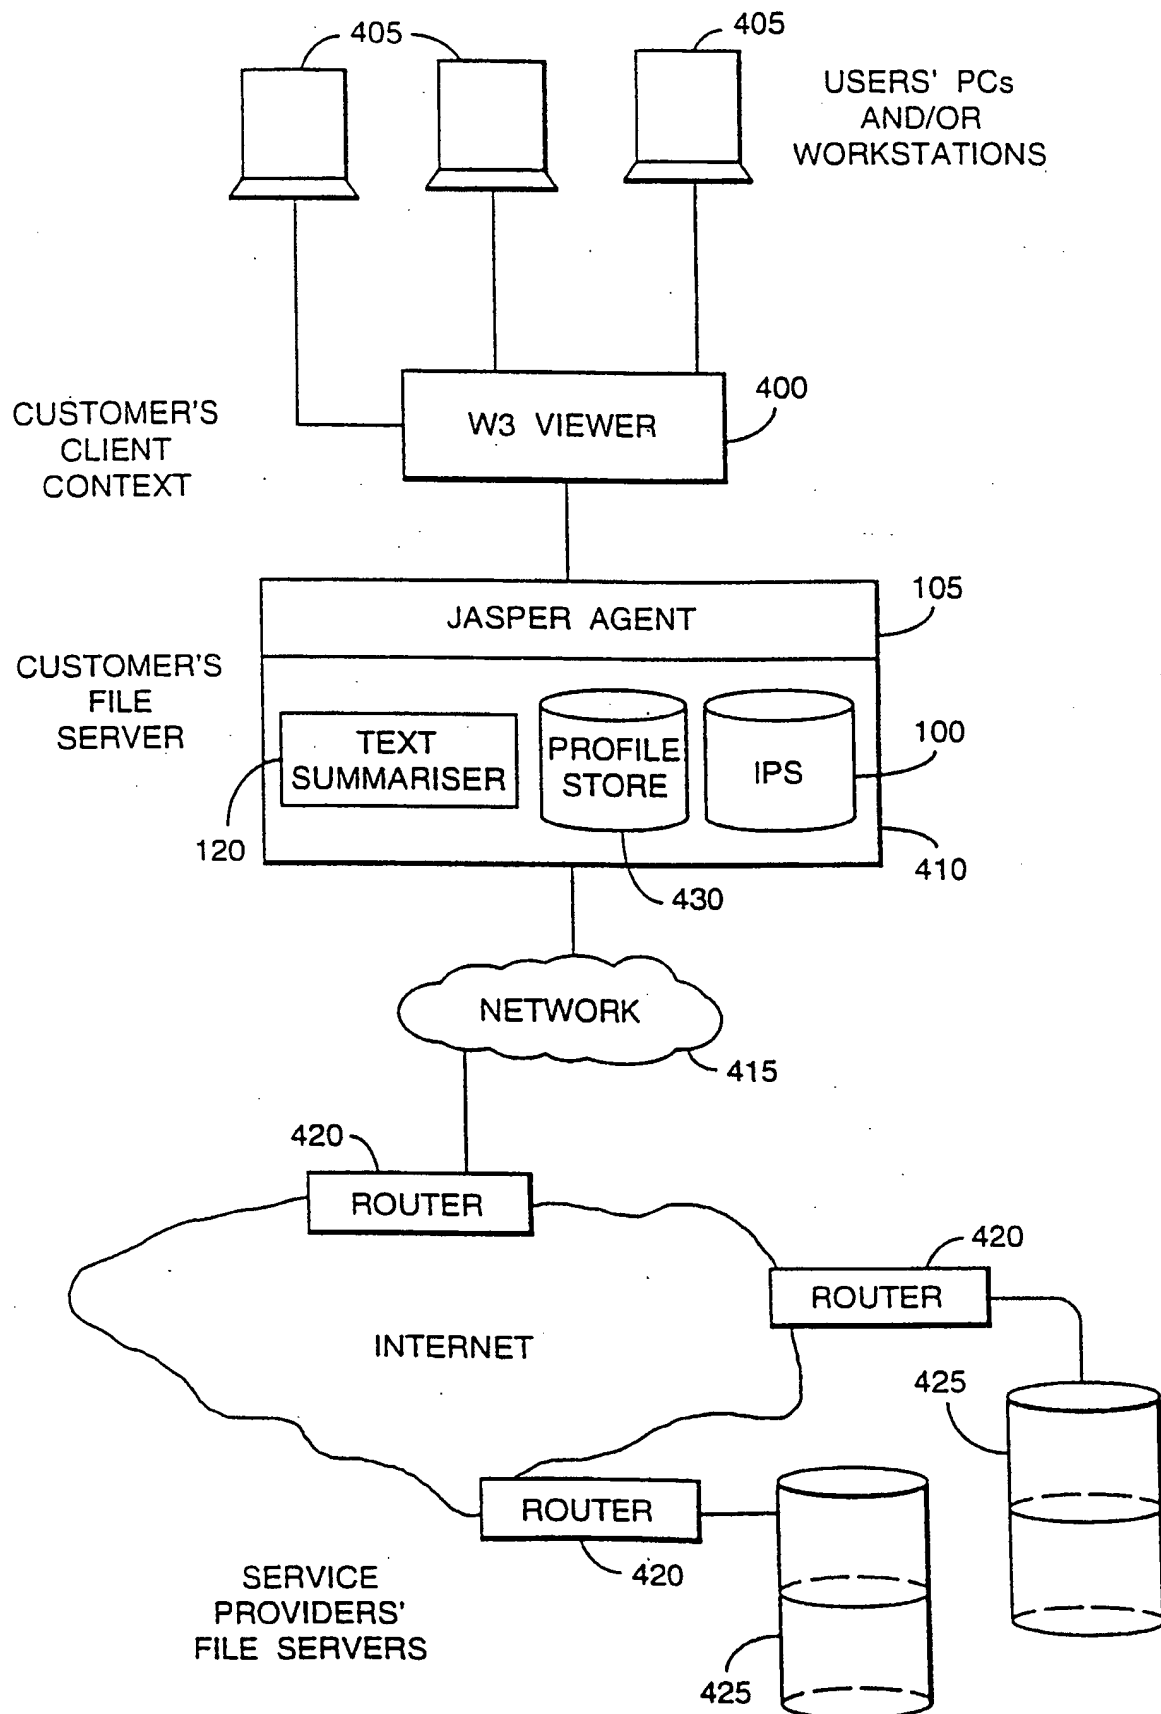 405
405
USERS' PCs
AND/OR
WORKSTATIONS
400
W3 VIEWER
CUSTOMER'S
CLIENT
CONTEXT
105
JASPER AGENT
CUSTOMER'S
FILE
SERVER
TEXT
SUMMARISER
PROFILE
STORE
IPS
100
120
430
410
NETWORK
415
420
ROUTER
420
ROUTER
INTERNET
425
ROUTER
420
SERVICE
PROVIDERS'
FILE SERVERS
425